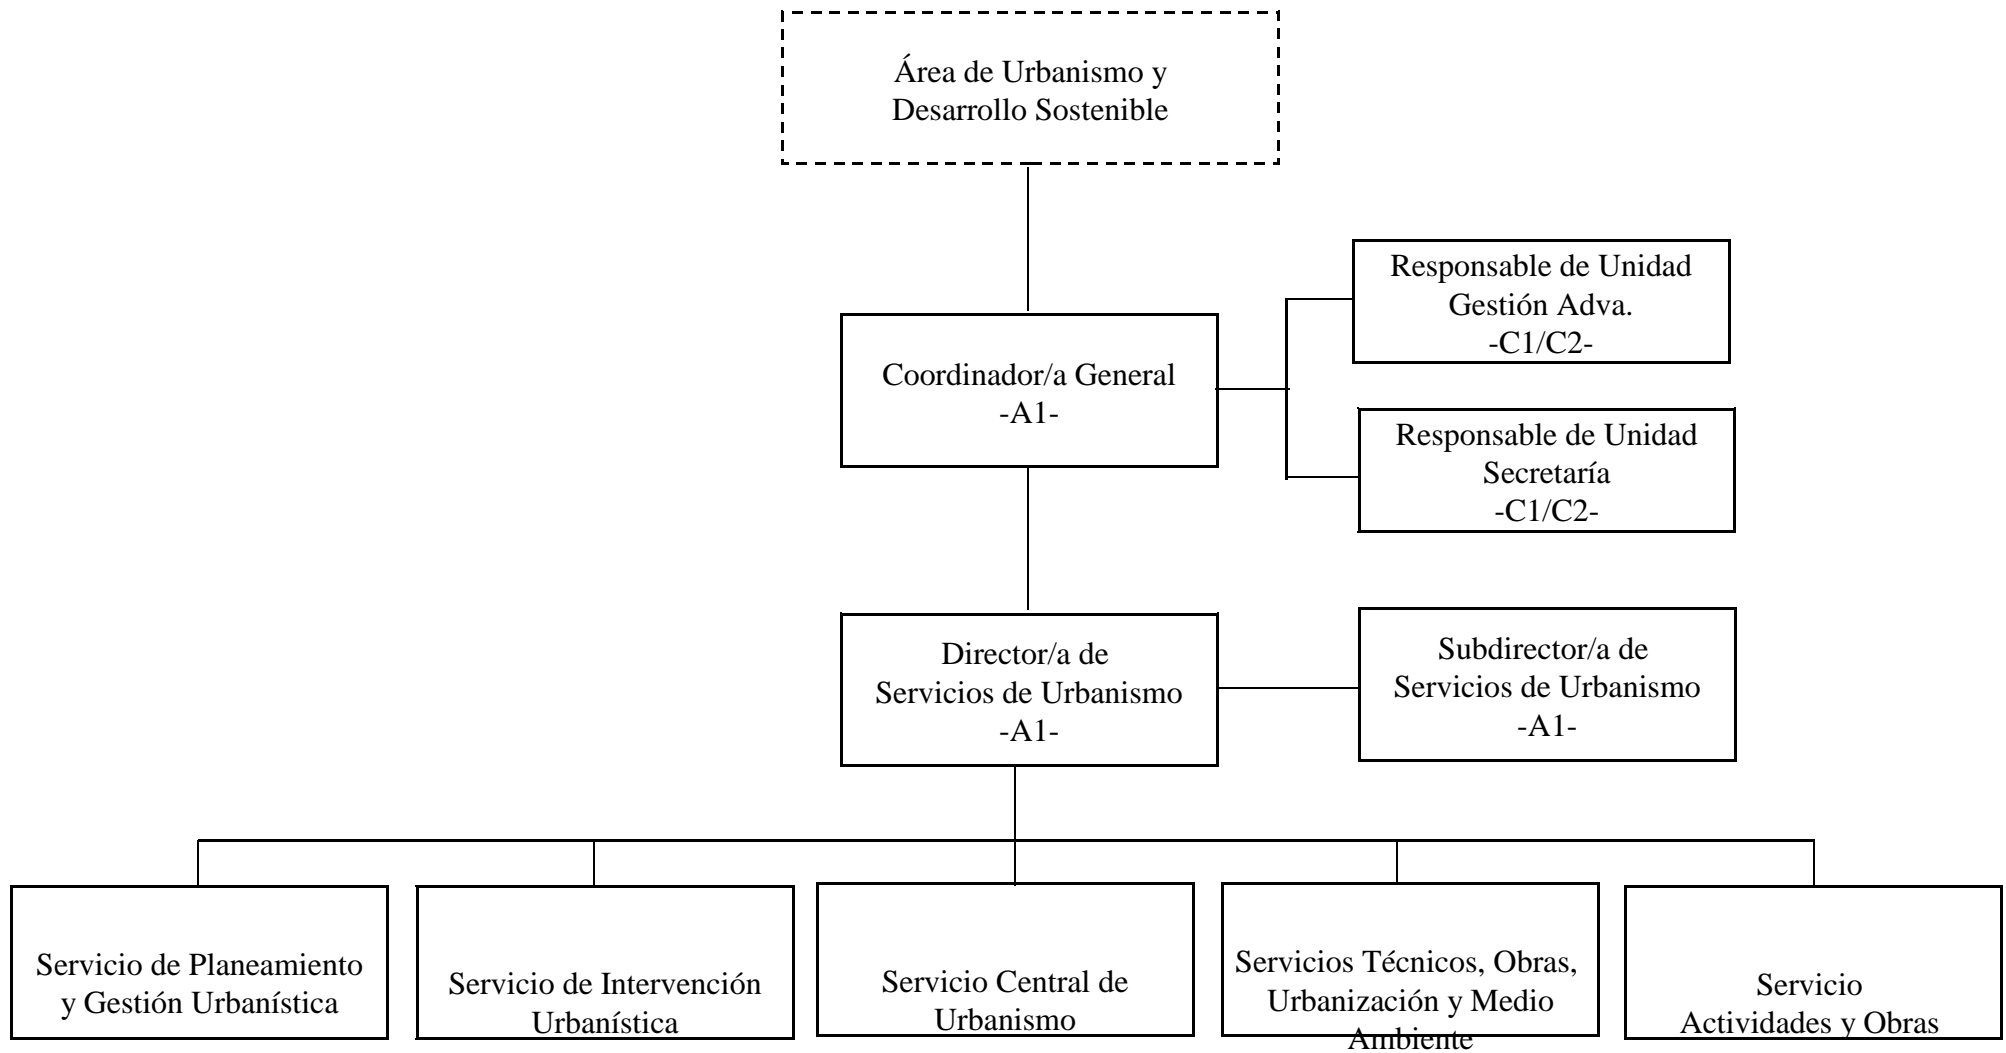 Área de Urbanismo y
Desarrollo Sostenible
Responsable de Unidad
Gestión Adva.
-C1/C2-
Coordinador/a General
-A1-
Responsable de Unidad
Secretaría
-C1/C2-
Director/a de
Servicios de Urbanismo
-A1-
Subdirector/a de
Servicios de Urbanismo
-A1-
Servicio de Planeamiento
y Gestión Urbanística
Servicio de Intervención
Urbanística
Servicio Central de
Urbanismo
Servicios Técnicos, Obras,
Urbanización y Medio
Ambiente
Servicio
Actividades y Obras